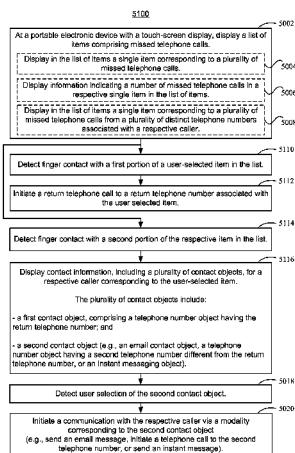 5100
5002
At a portable electronic device with a touch-screen display, display a list of
items comprising missed telephone calls.
5004
Display in the list of items a single item corresponding to a plurality of
missed telephone calls.
5006
Display information indicating a number of missed telephone calls in a
respective single item in the list of items.
5008
Display in the list of items a single item corresponding to a plurality of
missed telephone calls from a plurality of distinct telephone numbers
associated with a respective caller.
5110
Detect finger contact with a first portion of a user-selected item in the list.
5112
Initiate a return telephone call to a return telephone number associated with
the user selected item.
5114
Detect finger contact with a second portion of the respective item in the list.
5116
Display contact information, including a plurality of contact objects, for a
respective caller corresponding to the user-selected item.
The plurality of contact objects include:
- a first contact object, comprising a telephone number object having the
return telephone number; and
- a second contact object (e.g., an email contact object, a telephone
number object having a second telephone number different from the return
telephone number, or an instant messaging object).
5018
Detect user selection of the second contact object.
5020
Initiate a communication with the respective caller via a modality
corresponding to the second contact object
(e.g., send an email message, initiate a telephone call to the second
telephone number, or send an instant message).